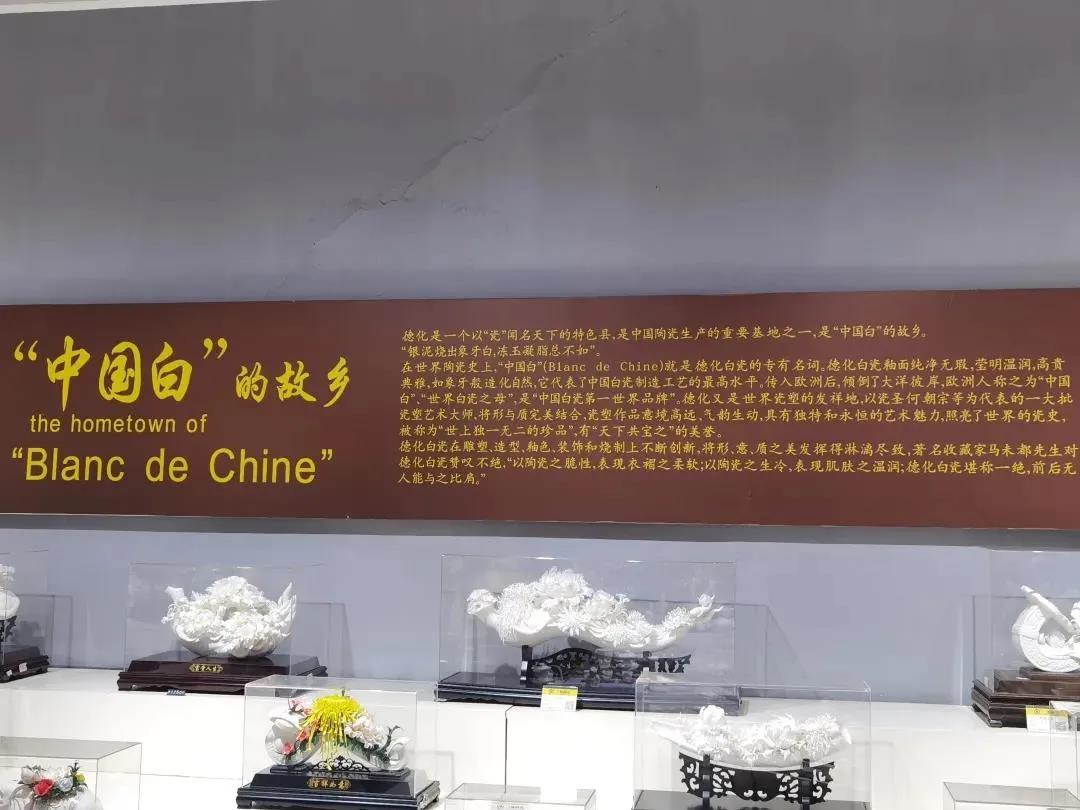 “中国白”的故乡
the hometown of
“Blanc de Chine”
德化是一个以“瓷”闻名天下的特色县,是中国陶瓷生产的重要基地之一,是“中国白”的故乡。
“银泥烧出象牙白,冻玉凝脂总不如”。
在世界陶瓷史上,“中国白”(Blanc de Chine)就是德化白瓷的专有名词。德化白瓷釉面纯净无瑕,莹明温润,高贵
典雅,如象牙般造化自然,它代表了中国白瓷制造工艺的最高水平。传入欧洲后,倾倒了大洋彼岸,欧洲人称之为“中国
白”、“世界白瓷之母”,是“中国白瓷第一世界品牌”。德化又是世界瓷塑的发祥地,以瓷圣何朝宗等为代表的一大批
瓷塑艺术大师,将形与质完美结合,瓷塑作品意境高远、气韵生动,具有独特和永恒的艺术魅力,照亮了世界的瓷史,
被称为“世上独一无二的珍品”,有“天下共宝之”的美誉。
德化白瓷在雕塑、造型、釉色、装饰和烧制上不断创新,将形、意、质之美发挥得淋漓尽致,著名收藏家马未都先生对
德化白瓷赞叹不绝,“以陶瓷之脆性,表现衣褶之柔软;以陶瓷之生冷、表现肌肤之温润;德化白瓷堪称一绝,前后无
人能与之比肩。”
富贵人生
吉祥如意